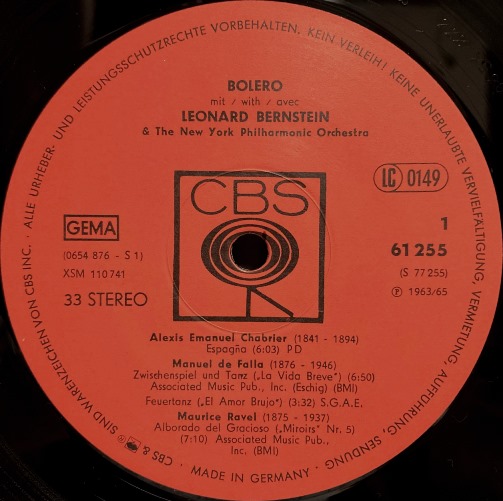 CBS & SIND WARENZEICHEN VON CBS INC. · ALLE URHEBER- UND LEISTUNGSSCHUTZRECHTE VORBEHALTEN. KEIN VERLEIH! KEINE UNERLAUBTE VERVIELFÄLTIGUNG, VERMIETUNG, AUFFÜHRUNG, SENDUNG
BOLERO
mit / with / avec
LEONARD BERNSTEIN
& The New York Philharmonic Orchestra
LC 0149
CBS
GEMA
1
(0654 876 - S 1)
61 255
XSM 110 741
(S 77 255)
33 STEREO
Ⓟ 1963/65
Alexis Emanuel Chabrier (1841 - 1894)
Espagña (6:03) PD
Manuel de Falla (1876 - 1946)
Zwischenspiel und Tanz („La Vida Breve") (6:50)
Associated Music Pub., Inc. (Eschig) (BMI)
Feuertanz („El Amor Brujo") (3:32) S.G.A.E.
Maurice Ravel (1875 - 1937)
Alborado del Gracioso („Miroirs" Nr. 5)
(7:10) Associated Music Pub.,
Inc. (BMI)
· MADE IN GERMANY ·